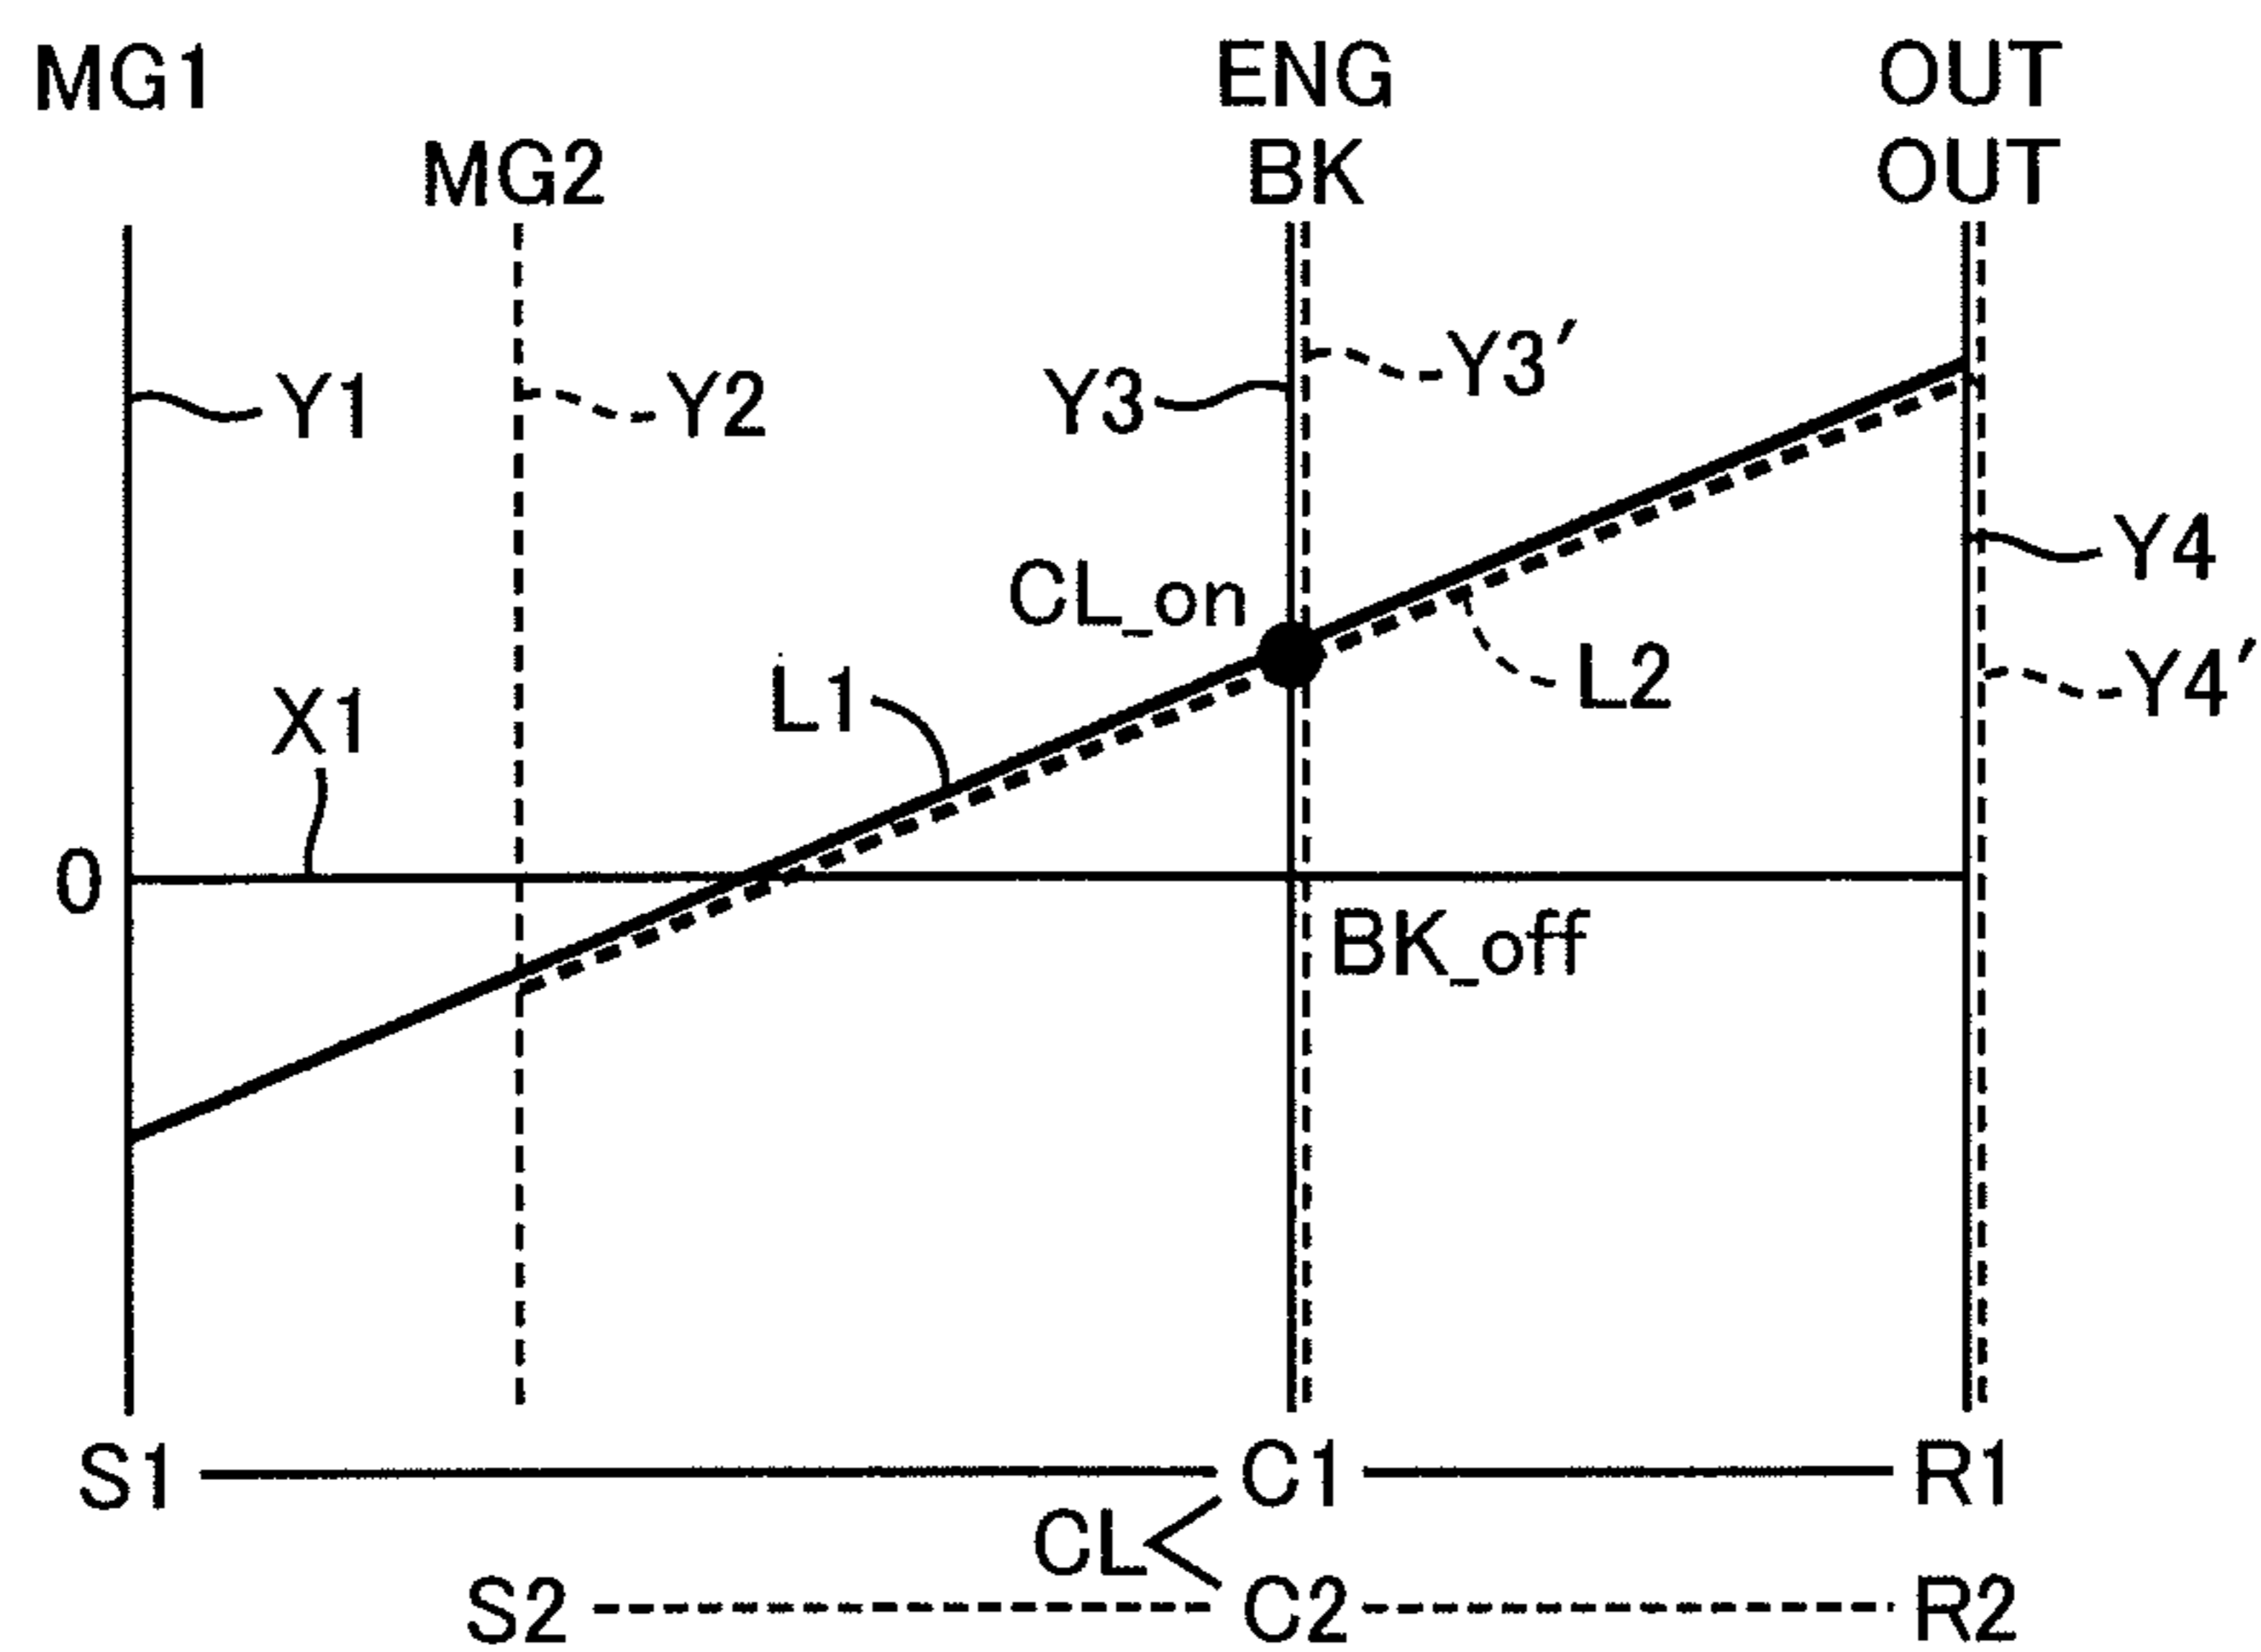 MG1 ENG OUT
MG2 BK OUT
Y3′
Y1 Y2 Y3
Y4
CL_on
L1 L2 Y4′
X1
0
BK_off
S1 C1 R1
CL
S2 C2 R2